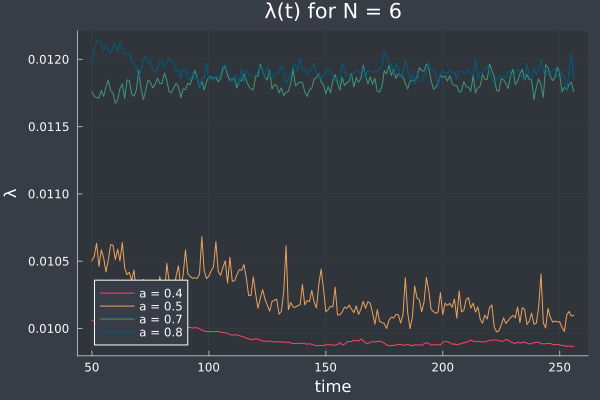 λ(t) for N = 6
λ
0.0120
0.0115
0.0110
0.0105
0.0100
a = 0.4
a = 0.5
a = 0.7
a = 0.8
50 100 150 200 250
time